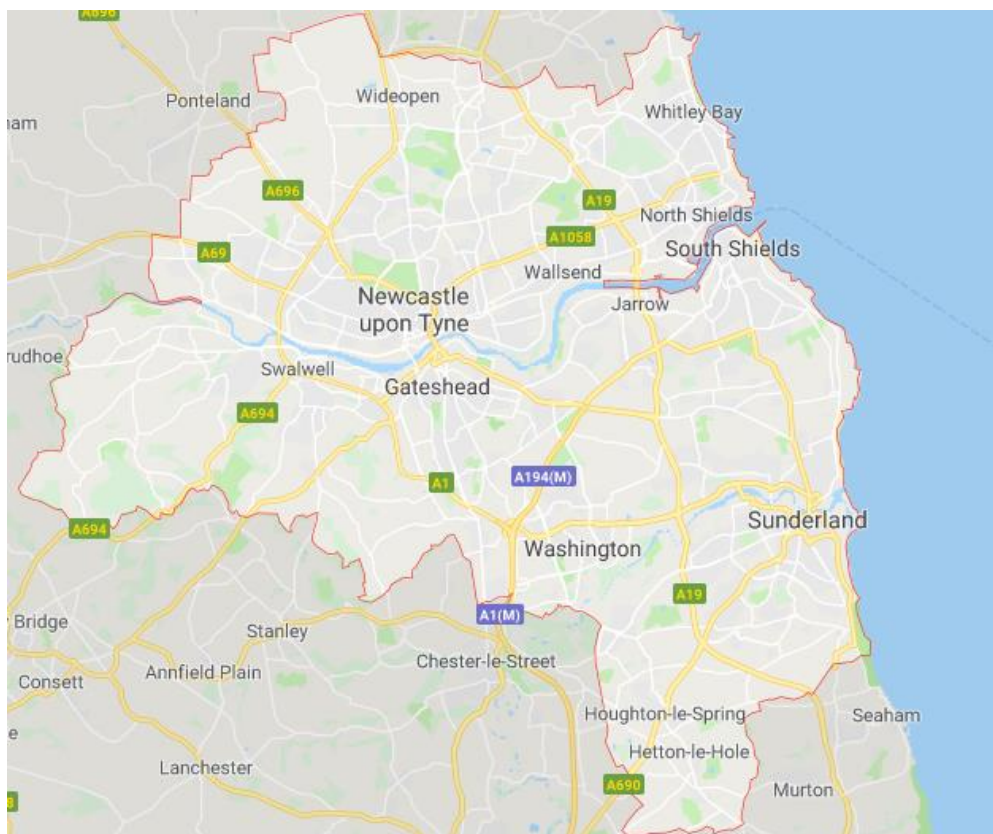 A696
Ponteland
Wideopen
Whitley Bay
A696
A19
North Shields
A1058
A69
South Shields
Wallsend
Newcastle
upon Tyne
Jarrow
Swalwell
Gateshead
A694
A194(M)
A1
A694
Sunderland
Washington
A19
A1(M)
Bridge
Stanley
Chester-le-Street
Annfield Plain
Consett
Houghton-le-Spring
Seaham
Hetton-le-Hole
Lanchester
A690
Murton